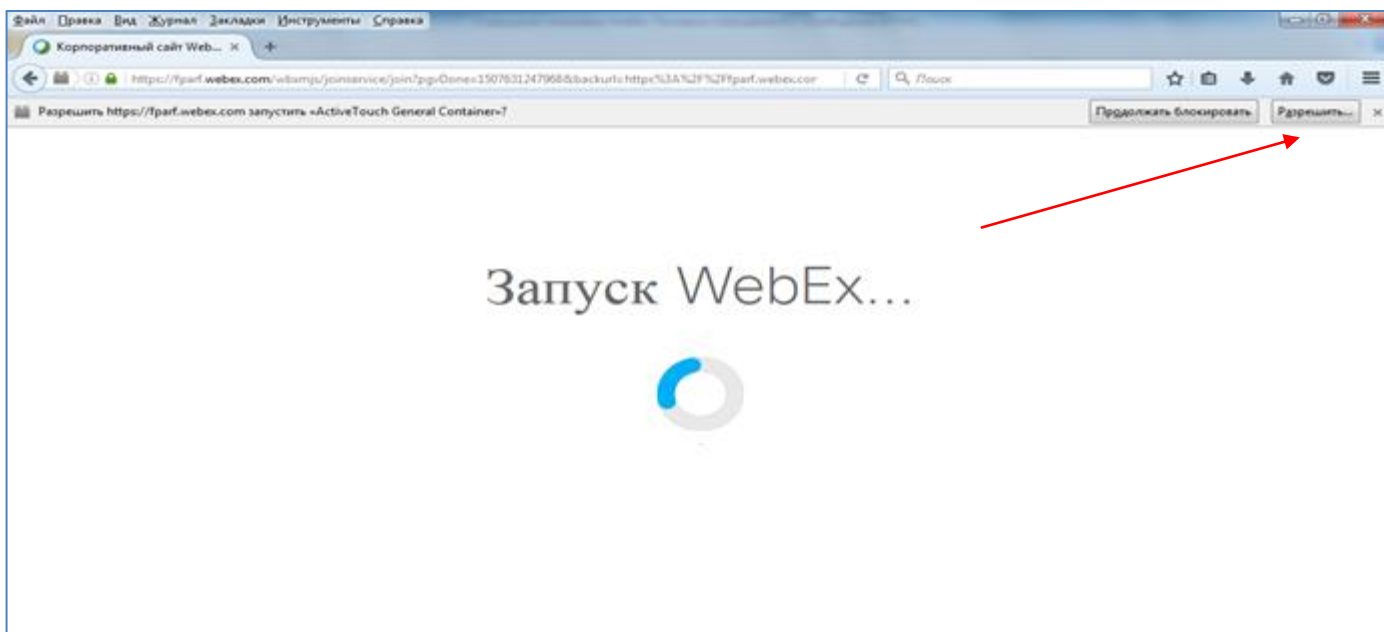 Файл Правка Вид Журнал Закладки Инструменты Справка
Корпоративный сайт Web...
https://fparf.webex.com/wbxmjs/joinservice/join?pgvDone=1507631247968&backurl=https%3A%2F%2Ffparf.webex.cor
Поиск
Разрешить https://fparf.webex.com запустить «ActiveTouch General Container»?
Продолжать блокировать Разрешить...
Запуск WebEx...